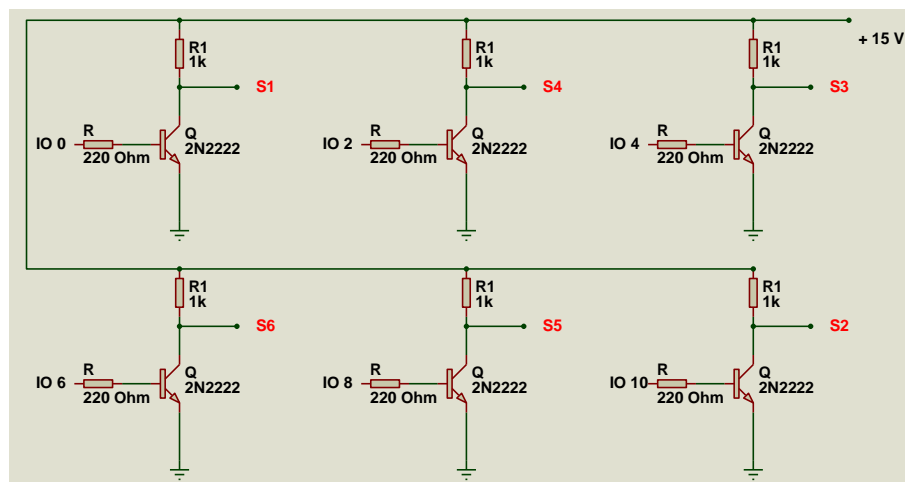 + 15 V
R1
1k
S1
IO 0
R
220 Ohm
Q
2N2222
R1
1k
S4
IO 2
R
220 Ohm
Q
2N2222
R1
1k
S3
IO 4
R
220 Ohm
Q
2N2222
R1
1k
S6
IO 6
R
220 Ohm
Q
2N2222
R1
1k
S5
IO 8
R
220 Ohm
Q
2N2222
R1
1k
S2
IO 10
R
220 Ohm
Q
2N2222